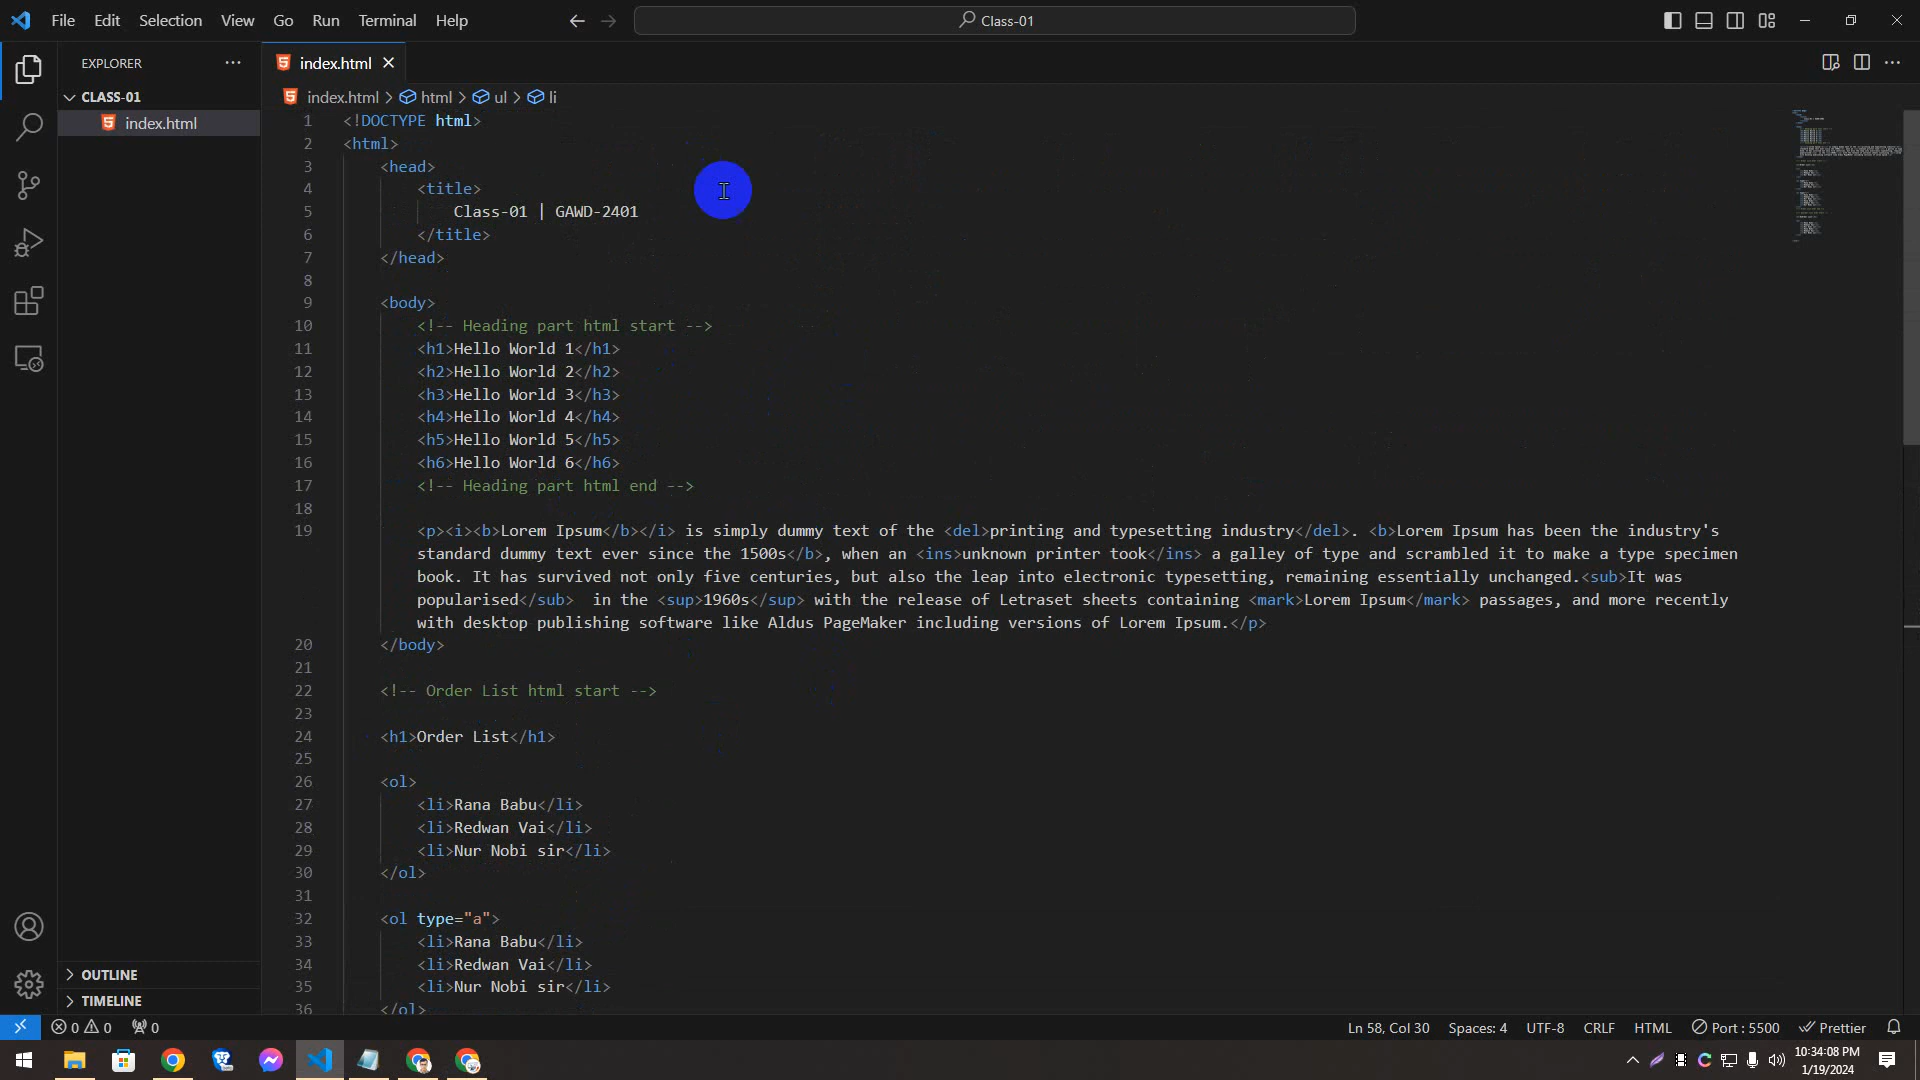 File Edit Selection View Go Run Terminal Help
Class-01
EXPLORER
CLASS-01
index.html
OUTLINE
TIMELINE
index.html
index.html > html > ul > li
1 <!DOCTYPE html>
2 <html>
3 <head>
4 <title>
5 Class-01 | GAWD-2401
6 </title>
7 </head>
8
9 <body>
10 <!-- Heading part html start -->
11 <h1>Hello World 1</h1>
12 <h2>Hello World 2</h2>
13 <h3>Hello World 3</h3>
14 <h4>Hello World 4</h4>
15 <h5>Hello World 5</h5>
16 <h6>Hello World 6</h6>
17 <!-- Heading part html end -->
18
19 <p><i><b>Lorem Ipsum</b></i> is simply dummy text of the <del>printing and typesetting industry</del>. <b>Lorem Ipsum has been the industry's
standard dummy text ever since the 1500s</b>, when an <ins>unknown printer took</ins> a galley of type and scrambled it to make a type specimen
book. It has survived not only five centuries, but also the leap into electronic typesetting, remaining essentially unchanged.<sub>It was
popularised</sub>  in the <sup>1960s</sup> with the release of Letraset sheets containing <mark>Lorem Ipsum</mark> passages, and more recently
with desktop publishing software like Aldus PageMaker including versions of Lorem Ipsum.</p>
20 </body>
21
22 <!-- Order List html start -->
23
24 <h1>Order List</h1>
25
26 <ol>
27 <li>Rana Babu</li>
28 <li>Redwan Vai</li>
29 <li>Nur Nobi sir</li>
30 </ol>
31
32 <ol type="a">
33 <li>Rana Babu</li>
34 <li>Redwan Vai</li>
35 <li>Nur Nobi sir</li>
36 </ol>
0 0 0
Ln 58, Col 30 Spaces: 4 UTF-8 CRLF HTML Port : 5500 Prettier
10:34:08 PM
1/19/2024